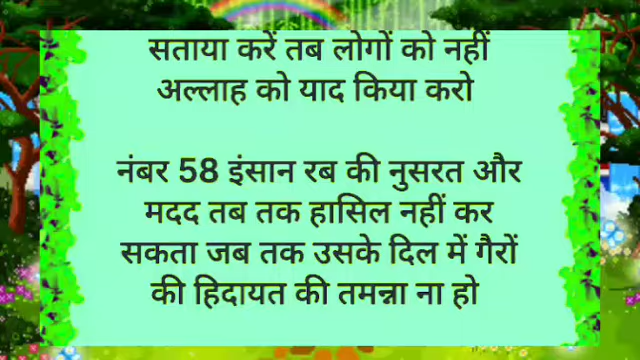 सताया करें तब लोगों को नहीं
अल्लाह को याद किया करो
नंबर 58 इंसान रब की नुसरत और
मदद तब तक हासिल नहीं कर
सकता जब तक उसके दिल में गैरों
की हिदायत की तमन्ना ना हो